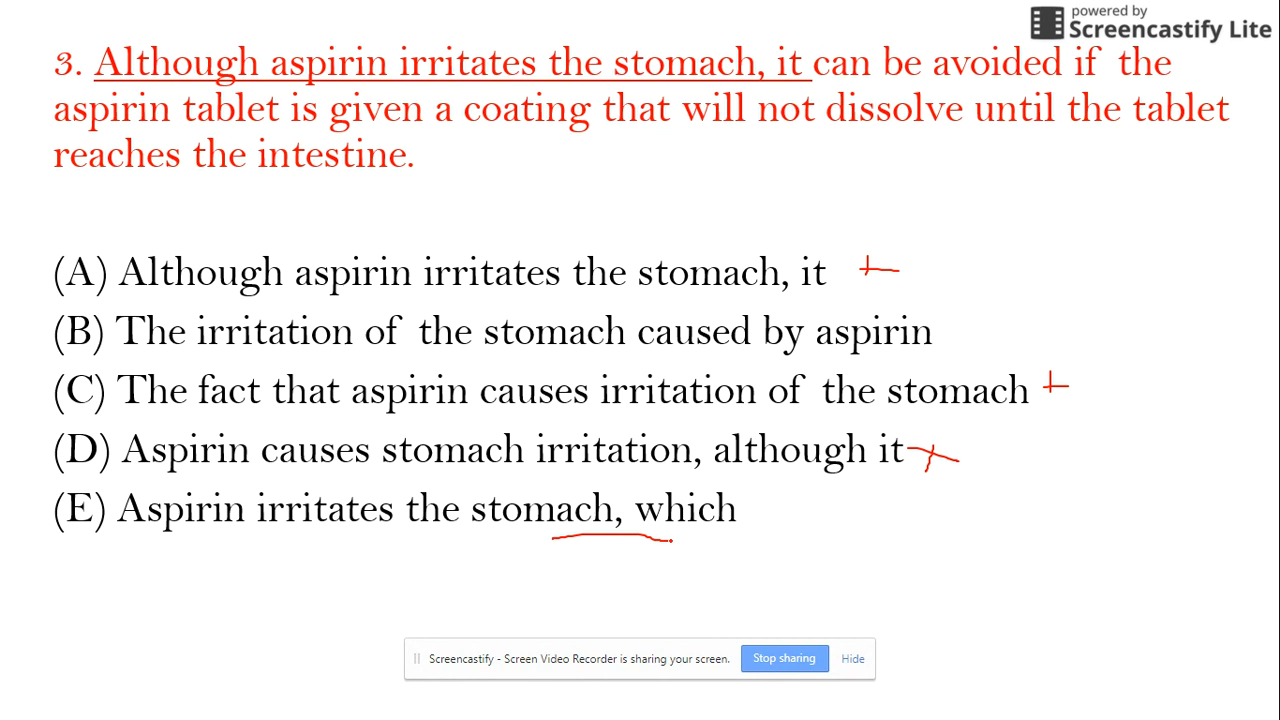 powered by
Screencastify Lite
3. Although aspirin irritates the stomach, it can be avoided if the
aspirin tablet is given a coating that will not dissolve until the tablet
reaches the intestine.
(A) Although aspirin irritates the stomach, it
(B) The irritation of the stomach caused by aspirin
(C) The fact that aspirin causes irritation of the stomach
(D) Aspirin causes stomach irritation, although it
(E) Aspirin irritates the stomach, which
Screencastify - Screen Video Recorder is sharing your screen. Stop sharing Hide